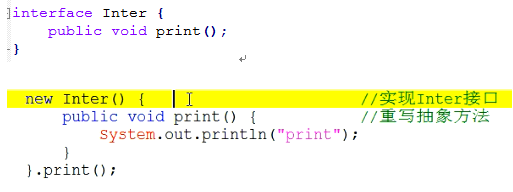 interface Inter {
    public void print();
}
new Inter() {                //实现Inter接口
    public void print() {        //重写抽象方法
        System.out.println("print");
    }
}.print();